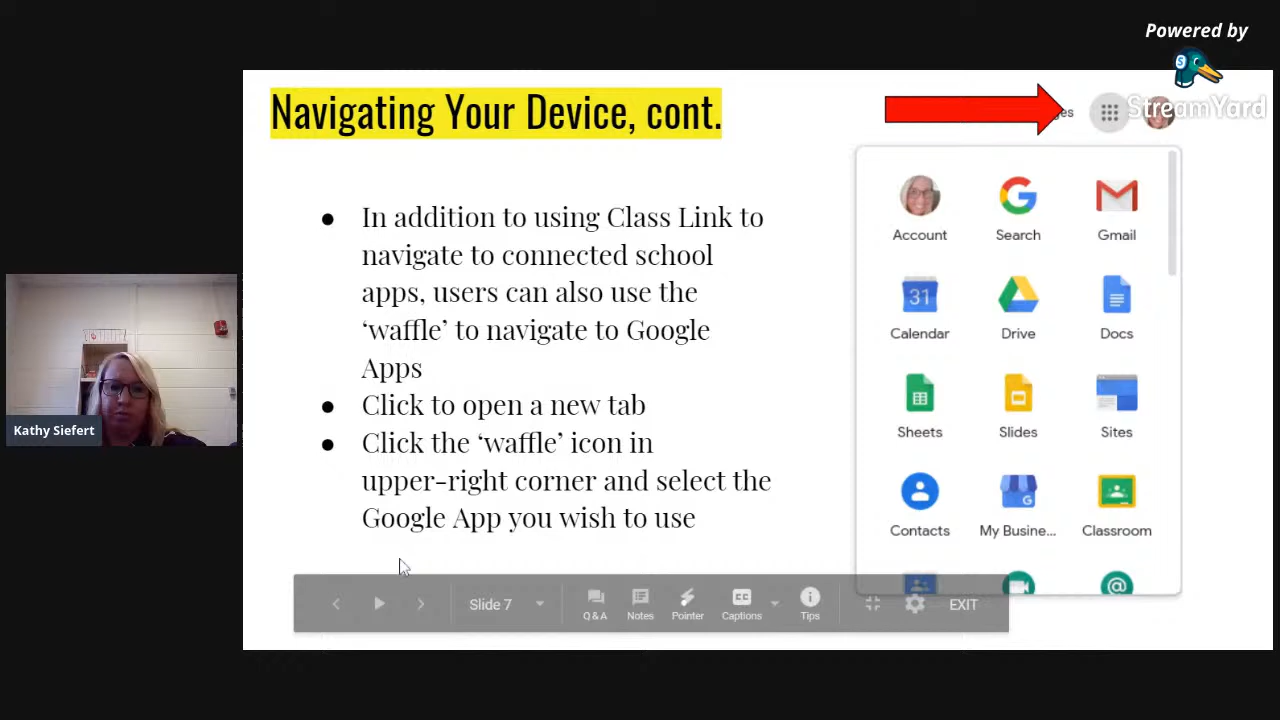 Powered by
StreamYard
Navigating Your Device, cont.
In addition to using Class Link to
navigate to connected school
apps, users can also use the
‘waffle’ to navigate to Google
Apps
Click to open a new tab
Click the ‘waffle’ icon in
upper-right corner and select the
Google App you wish to use
Account
Search
Gmail
31
Calendar
Drive
Docs
Sheets
Slides
Sites
Contacts
My Busine...
Classroom
Kathy Siefert
Slide 7
Q & A
Notes
Pointer
CC
Captions
Tips
EXIT